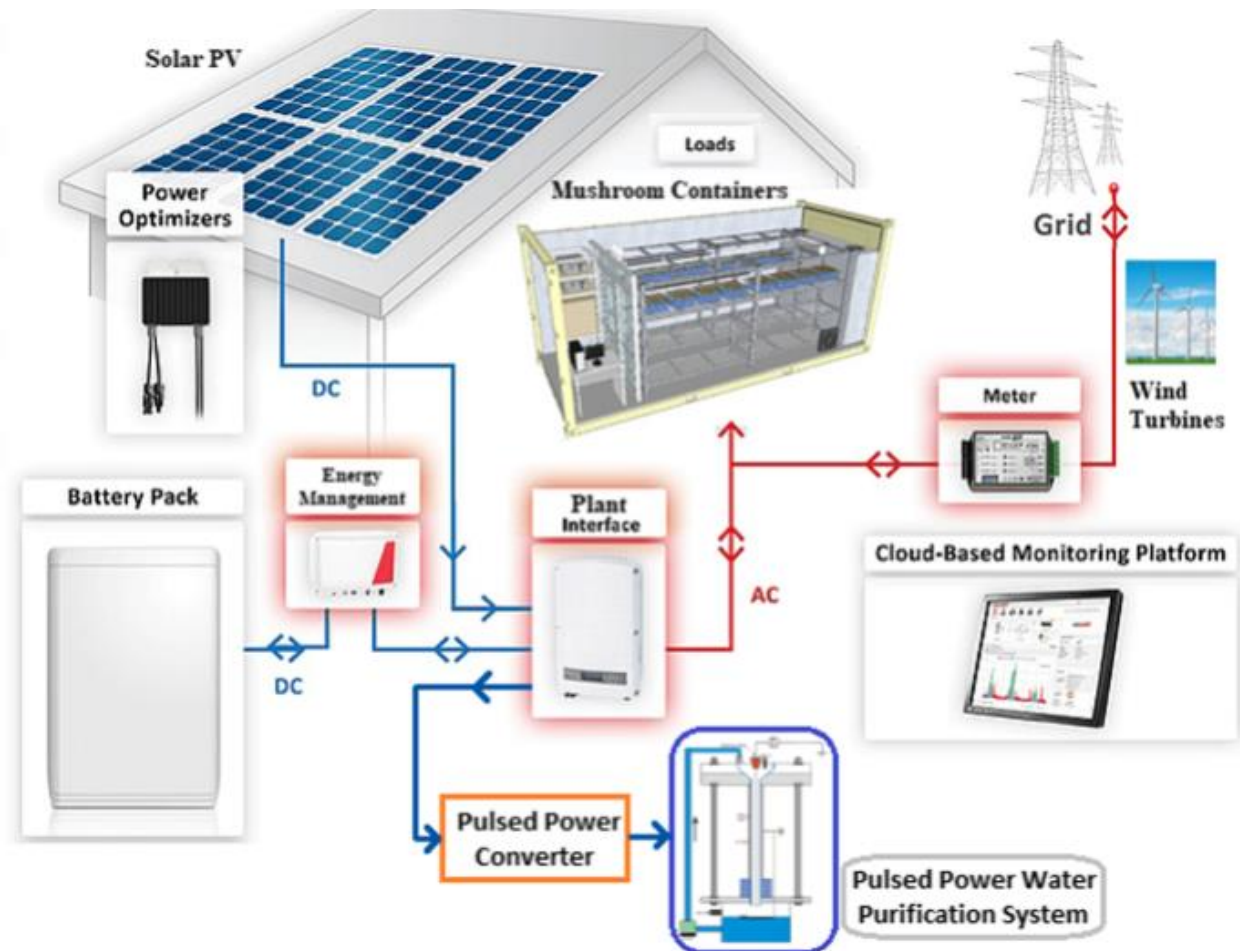 Solar PV
Loads
Power
Optimizers
Mushroom Containers
Grid
DC
Wind
Turbines
Meter
Energy
Management
Battery Pack
Plant
Interface
Cloud-Based Monitoring Platform
AC
DC
Pulsed Power
Converter
Pulsed Power Water
Purification System